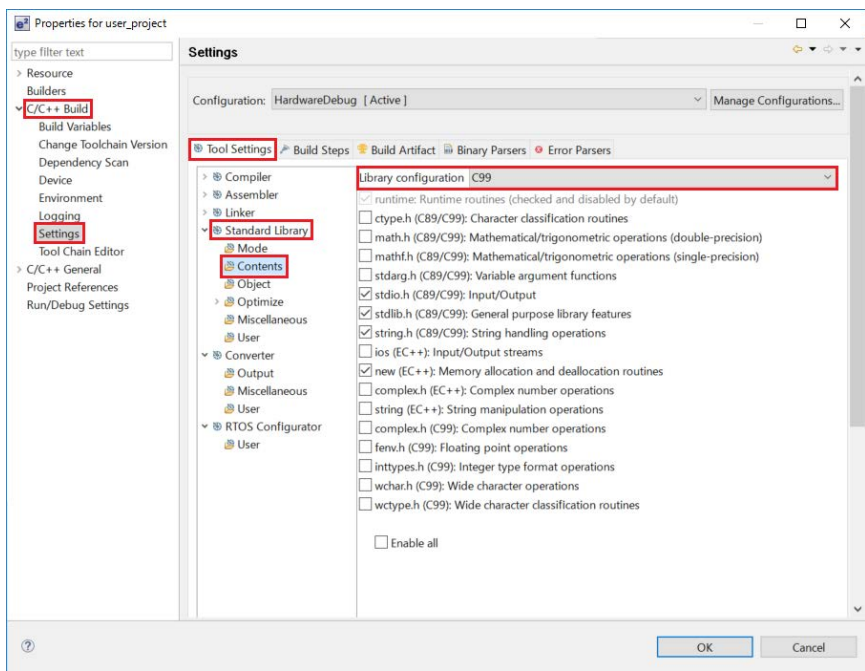 e² Properties for user_project
type filter text
Resource
Builders
C/C++ Build
Build Variables
Change Toolchain Version
Dependency Scan
Device
Environment
Logging
Settings
Tool Chain Editor
C/C++ General
Project References
Run/Debug Settings
Settings
Configuration: HardwareDebug [ Active ] Manage Configurations...
Tool Settings Build Steps Build Artifact Binary Parsers Error Parsers
Compiler
Assembler
Linker
Standard Library
Mode
Contents
Object
Optimize
Miscellaneous
User
Converter
Output
Miscellaneous
User
RTOS Configurator
User
Library configuration C99
runtime: Runtime routines (checked and disabled by default)
ctype.h (C89/C99): Character classification routines
math.h (C89/C99): Mathematical/trigonometric operations (double-precision)
mathf.h (C89/C99): Mathematical/trigonometric operations (single-precision)
stdarg.h (C89/C99): Variable argument functions
stdio.h (C89/C99): Input/Output
stdlib.h (C89/C99): General purpose library features
string.h (C89/C99): String handling operations
ios (EC++): Input/Output streams
new (EC++): Memory allocation and deallocation routines
complex.h (EC++): Complex number operations
string (EC++): String manipulation operations
complex.h (C99): Complex number operations
fenv.h (C99): Floating point operations
inttypes.h (C99): Integer type format operations
wchar.h (C99): Wide character operations
wctype.h (C99): Wide character classification routines
Enable all
OK Cancel